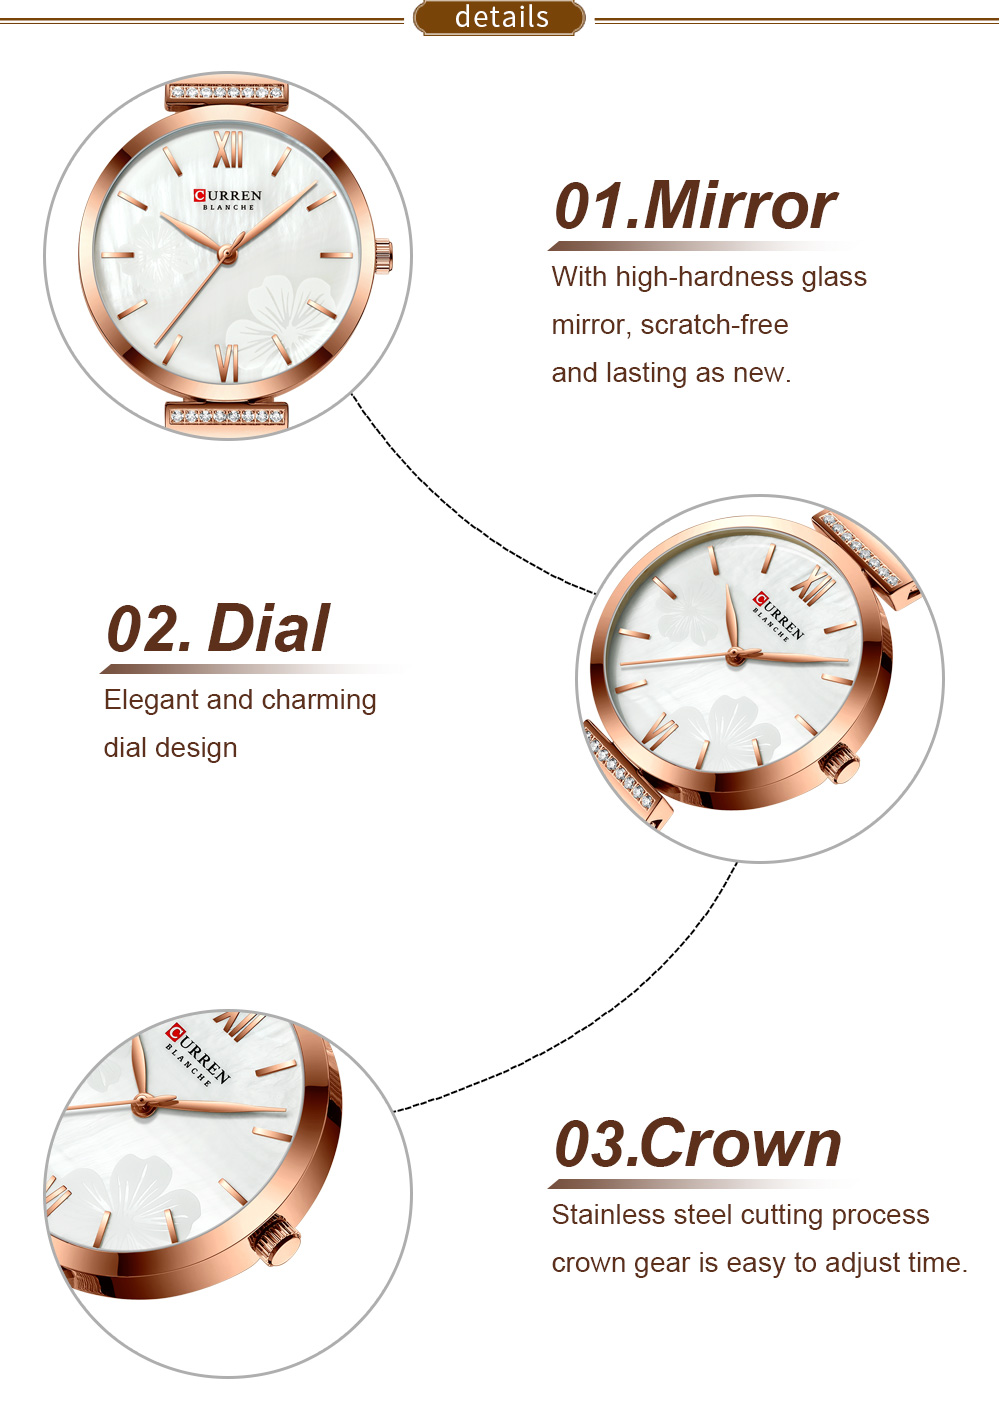 details
XII
CURREN
BLANCHE
VI
01.Mirror
With high-hardness glass
mirror, scratch-free
and lasting as new.
XII
CURREN
BLANCHE
VI
02. Dial
Elegant and charming
dial design
XII
CURREN
BLANCHE
VI
03.Crown
Stainless steel cutting process
crown gear is easy to adjust time.